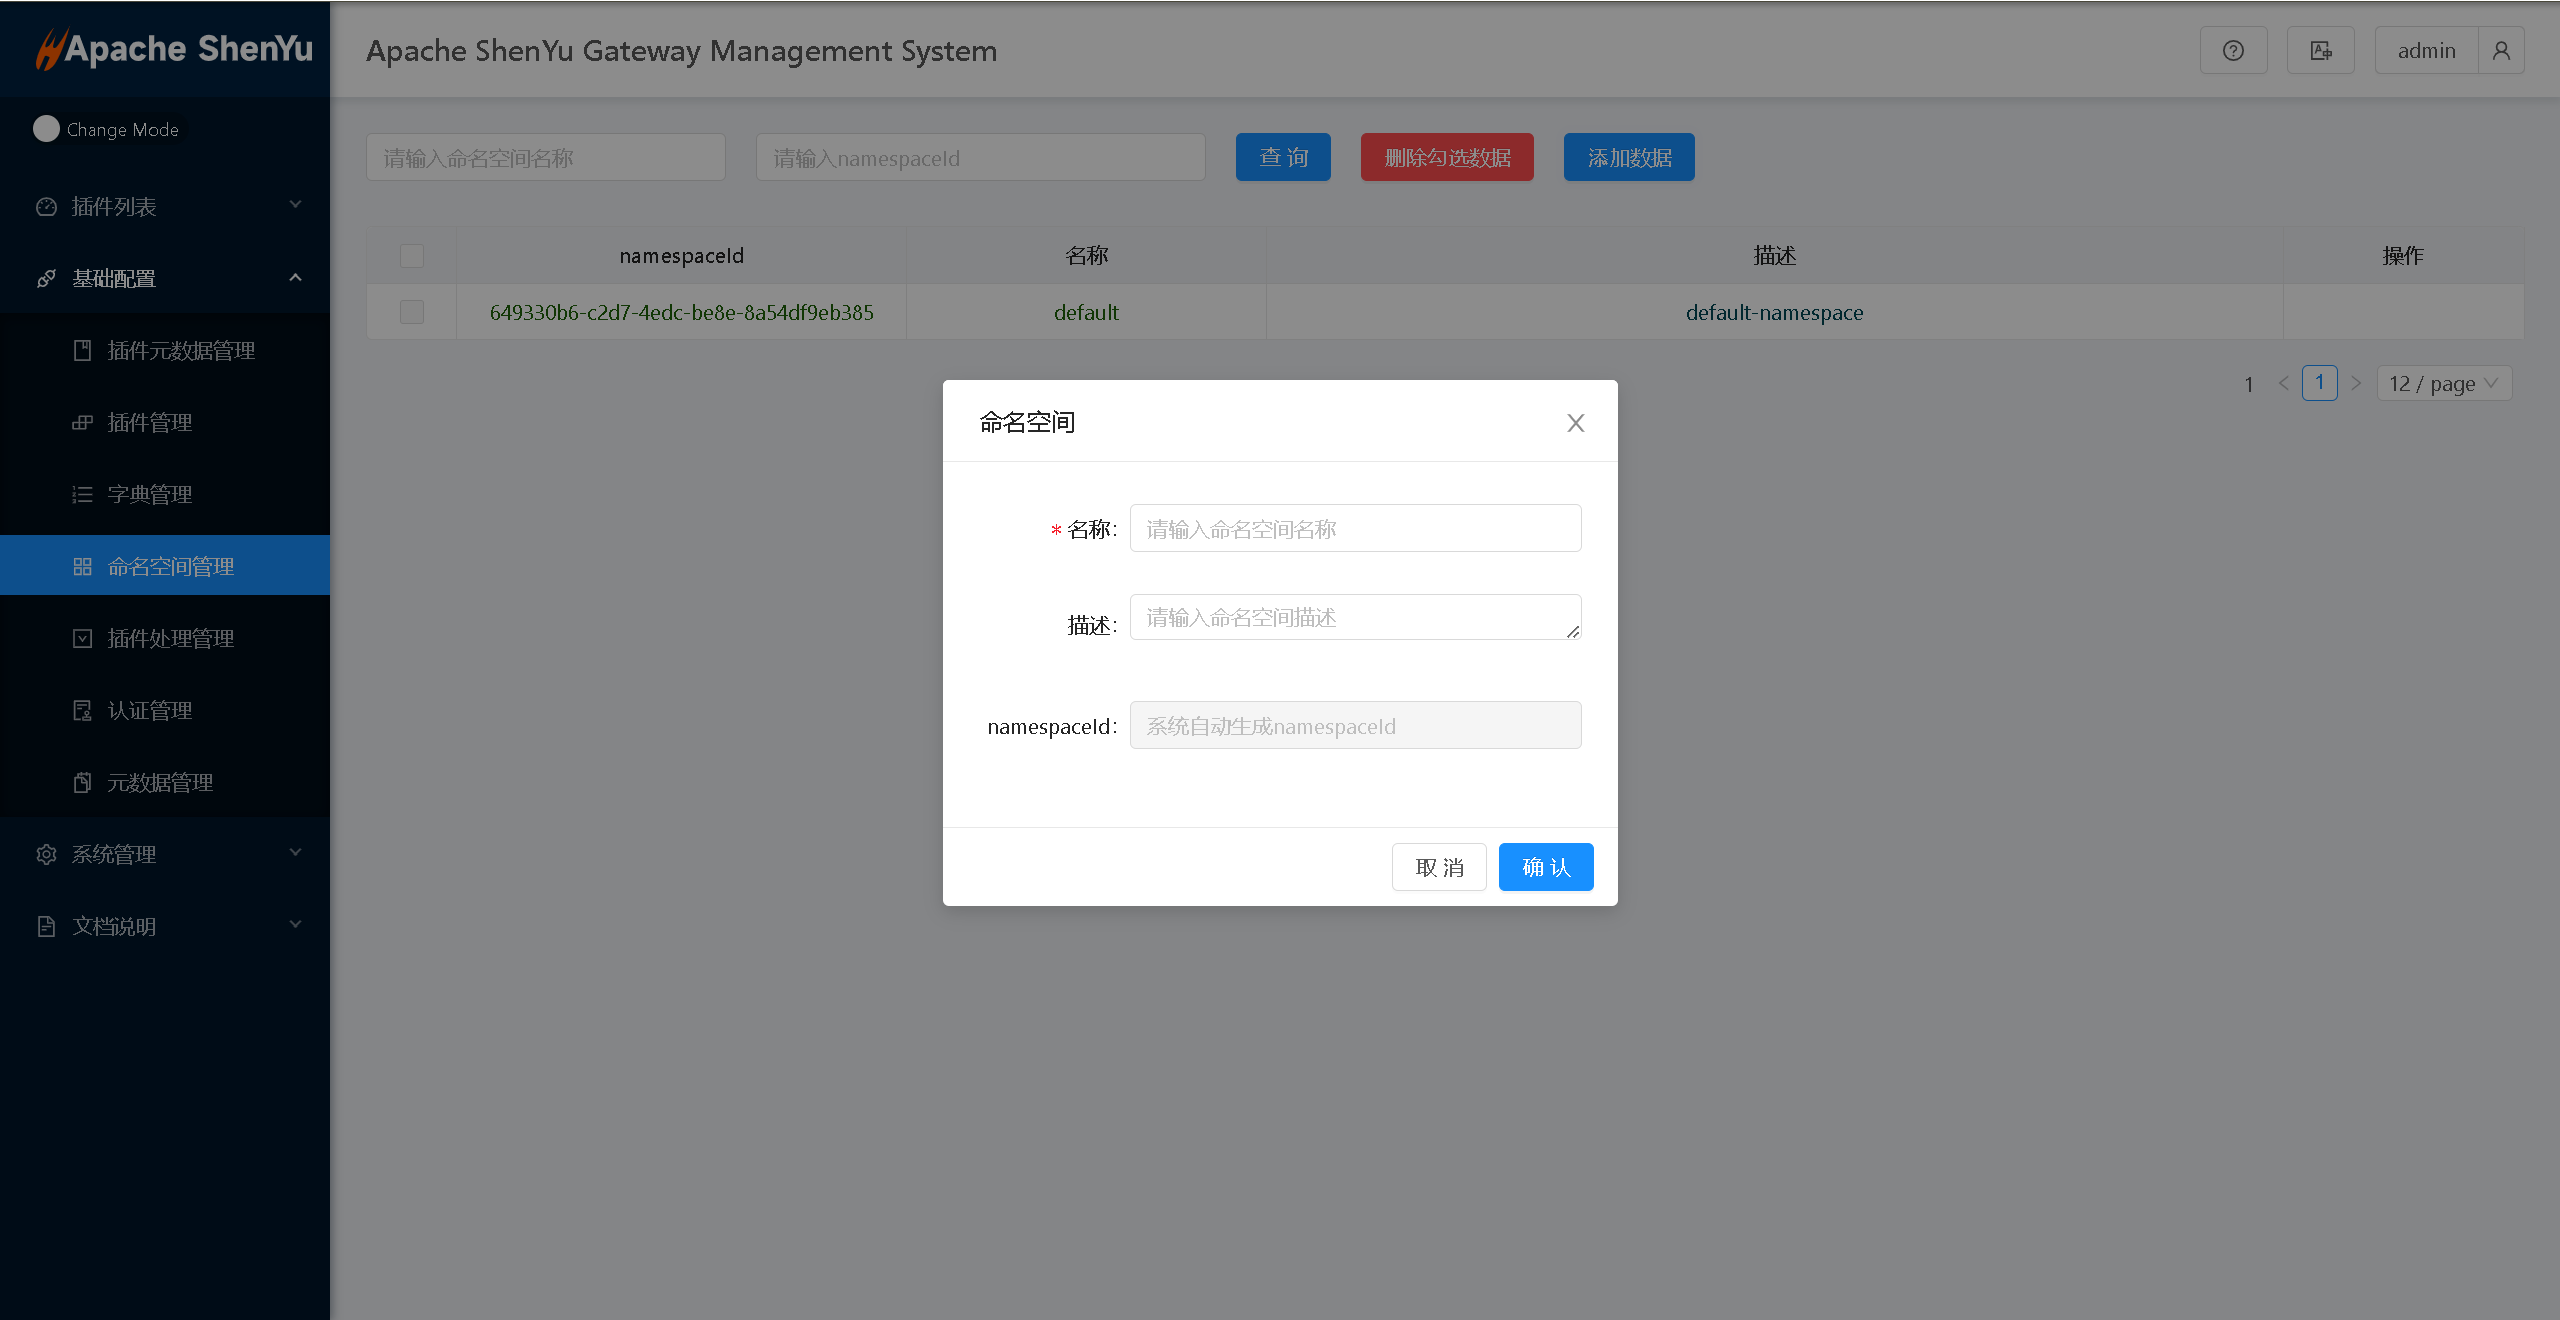 Apache ShenYu
Apache ShenYu Gateway Management System
admin
Change Mode
插件列表
基础配置
插件元数据管理
插件管理
字典管理
命名空间管理
插件处理管理
认证管理
元数据管理
系统管理
文档说明
请输入命名空间名称 请输入namespaceId 查 询 删除勾选数据 添加数据
namespaceId 名称 描述 操作
649330b6-c2d7-4edc-be8e-8a54df9eb385 default default-namespace
1 < 1 > 12 / page
命名空间
* 名称: 请输入命名空间名称
描述: 请输入命名空间描述
namespaceId: 系统自动生成namespaceId
取 消 确 认